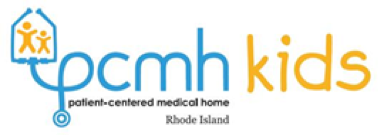 pcmh kids
patient-centered medical home
Rhode Island